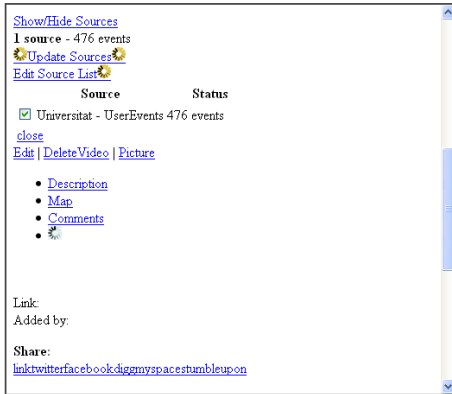 Show/Hide Sources
1 source - 476 events
Update Sources
Edit Source List
Source Status
Universitat - UserEvents 476 events
close
Edit | DeleteVideo | Picture
Description
Map
Comments
Link:
Added by:
Share:
linktwitterfacebookdiggmyspacestumbleupon